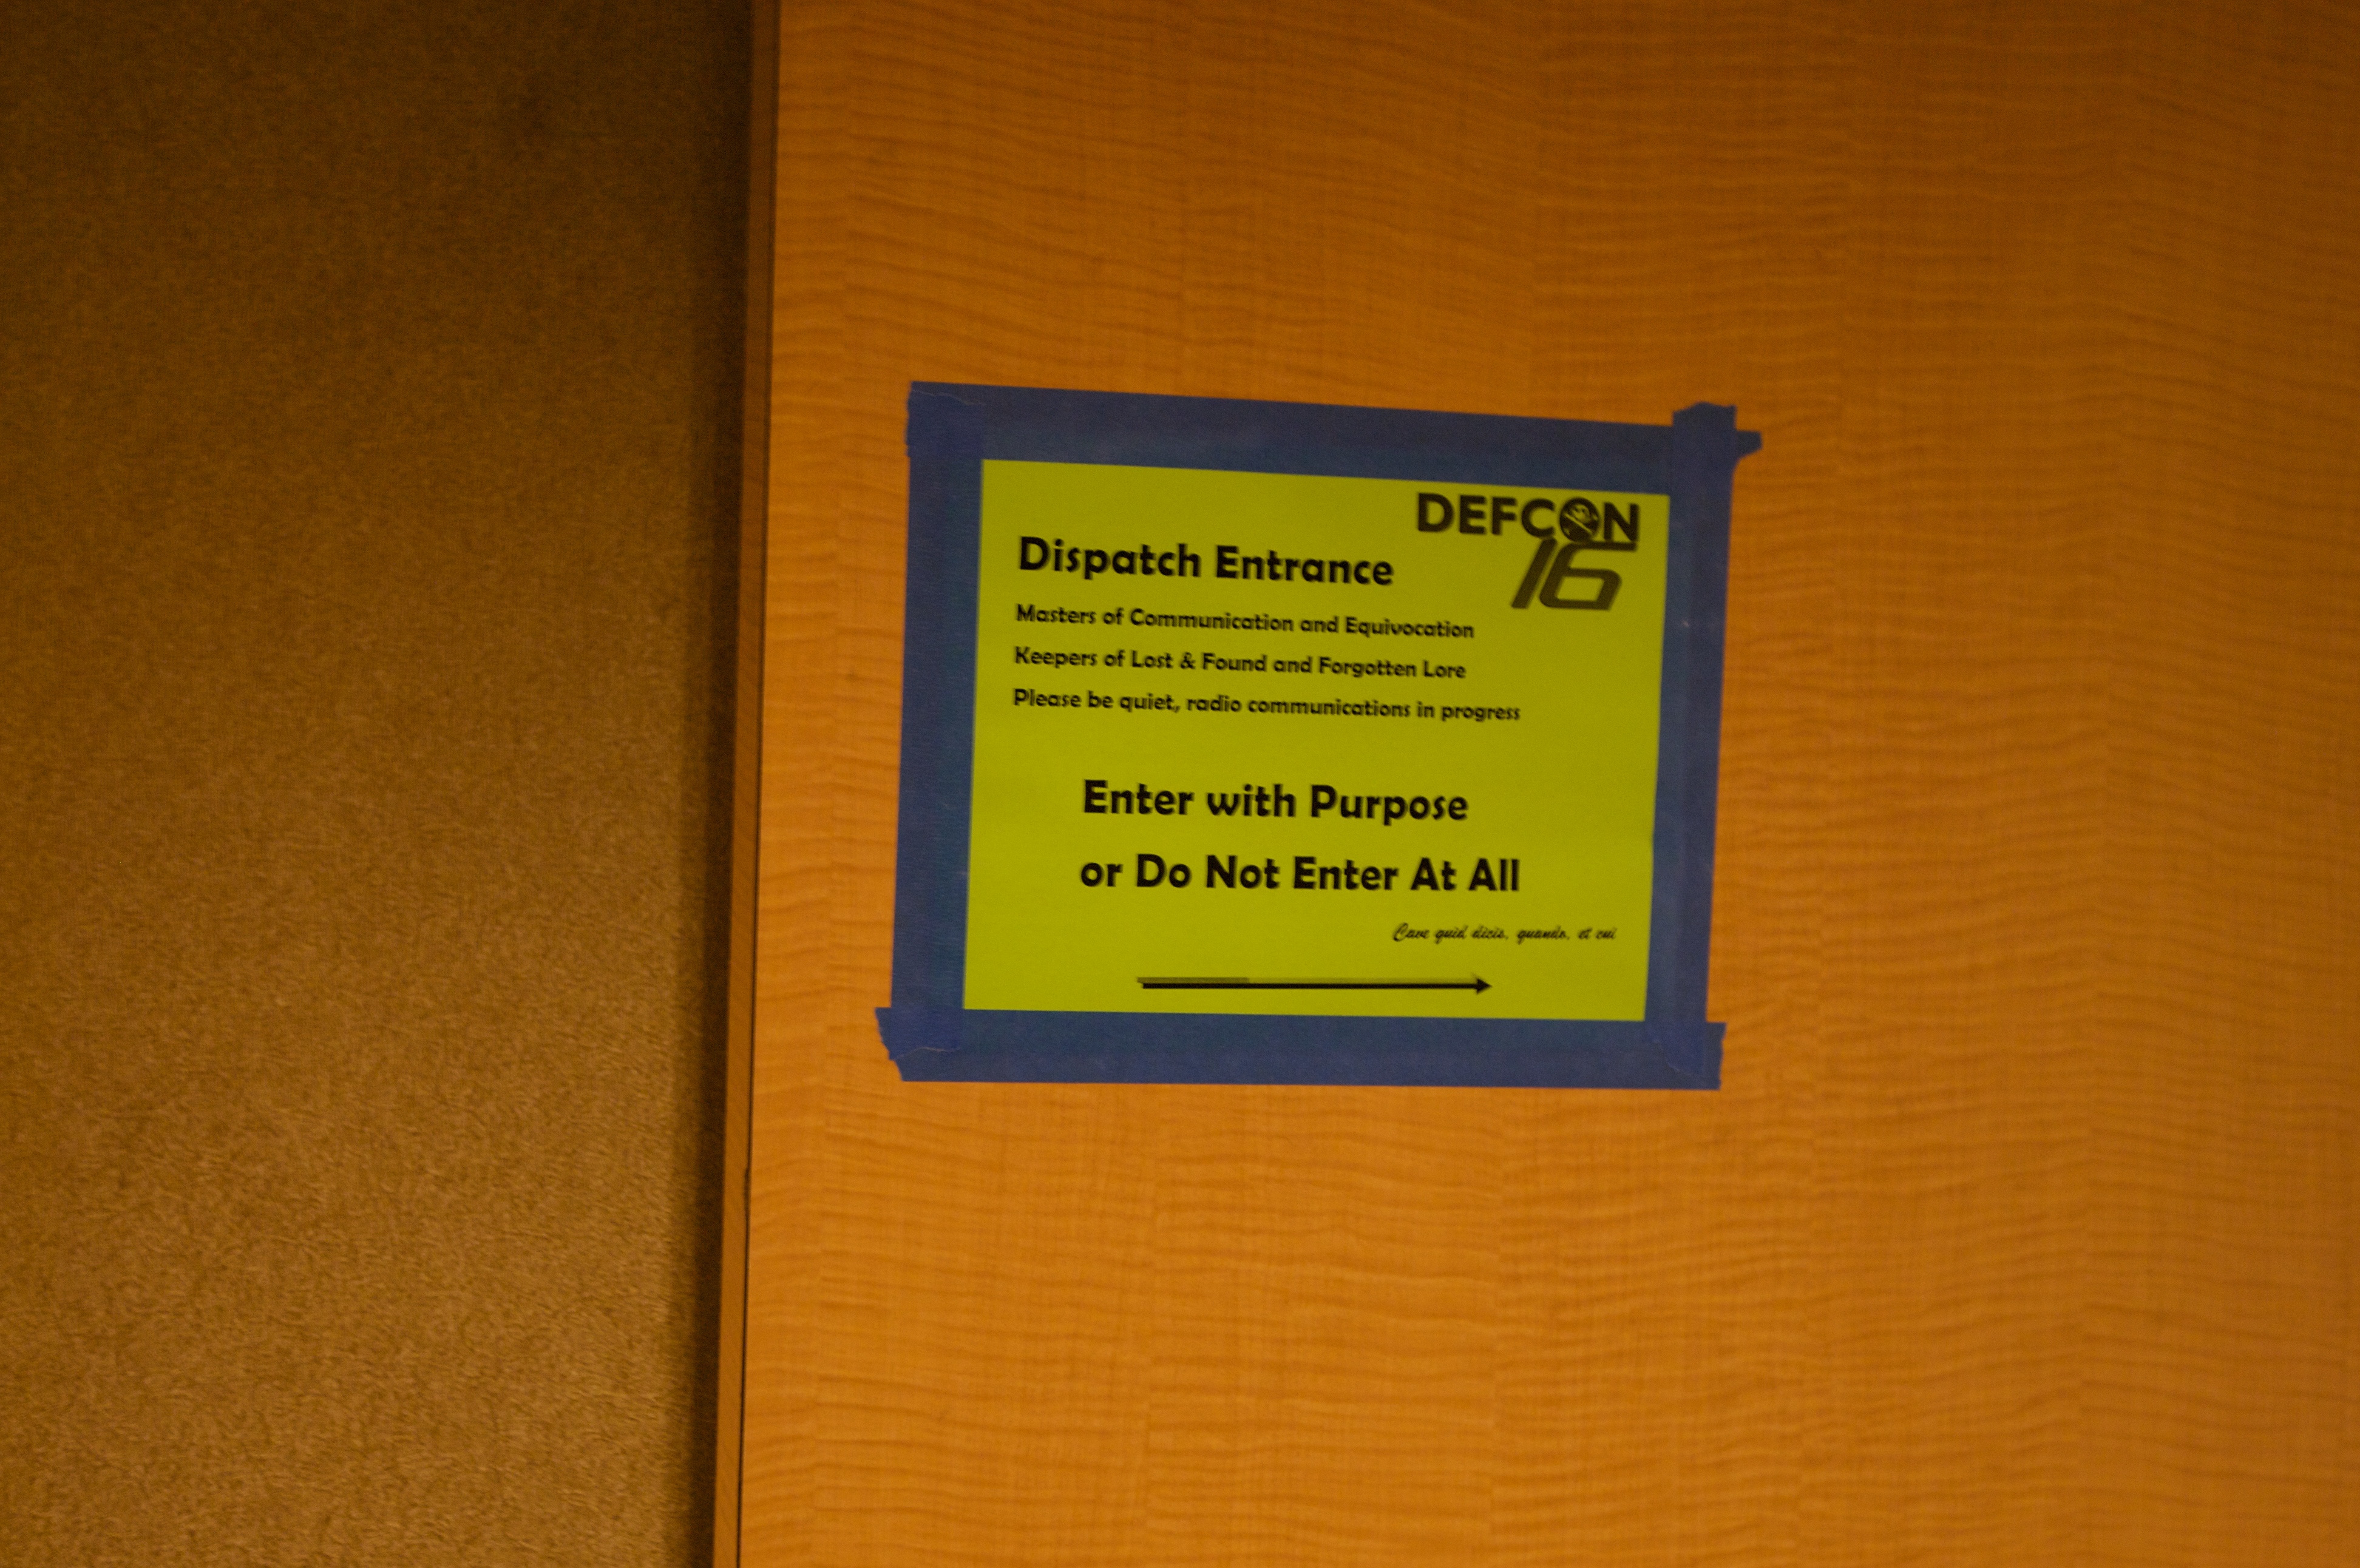 DEFCON
16
Dispatch Entrance
Masters of Communication and Equivocation
Keepers of Lost & Found and Forgotten Lore
Please be quiet, radio communications in progress
Enter with Purpose
or Do Not Enter At All
Cave quid dicis, quando, et cui